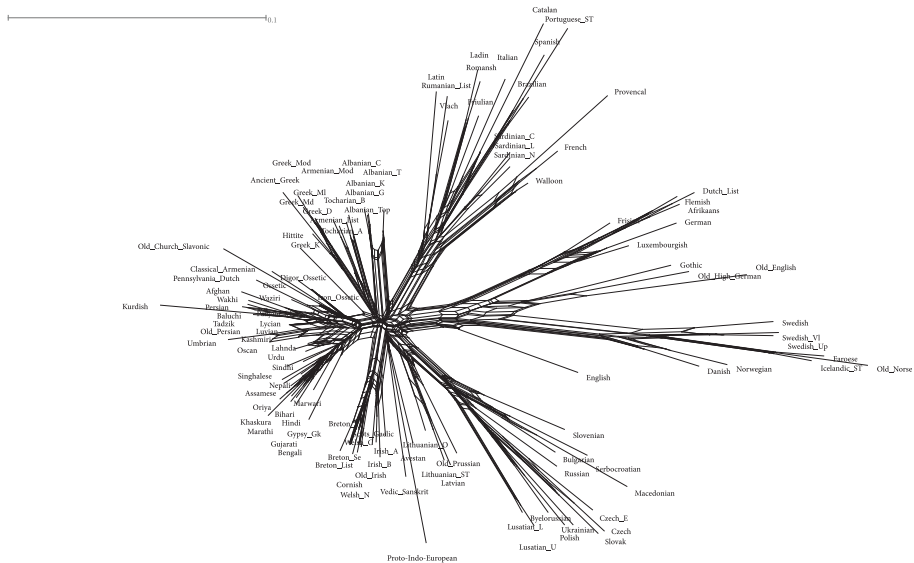 0.1
Catalan
Portuguese_ST
Spanish
Ladin
Italian
Romansh
Latin
Rumanian_List
Brazilian
Provencal
Vlach
Friulian
Sardinian_C
Sardinian_L
Sardinian_N
French
Walloon
Greek_Mod
Albanian_C
Armenian_Mod
Albanian_T
Ancient_Greek
Albanian_K
Greek_Ml
Albanian_G
Greek_Md
Tocharian_B
Greek_D
Albanian_Top
Armenian_List
Tocharian_A
Hittite
Greek_K
Dutch_List
Flemish
Afrikaans
German
Luxembourgish
Gothic
Old_English
Old_High_German
Old_Church_Slavonic
Classical_Armenian
Pennsylvania_Dutch
Digor_Ossetic
Ossetic
Iron_Ossetic
Afghan
Waziri
Wakhi
Kurdish
Persian
Baluchi
Tadzik
Lycian
Old_Persian
Luvian
Umbrian
Kashmiri
Oscan
Lahnda
Urdu
Sindhi
Singhalese
Nepali
Assamese
Marwari
Oriya
Bihari
Khaskura
Hindi
Marathi
Gypsy_Gk
Gujarati
Bengali
Swedish
Swedish_Vl
Swedish_Up
Faroese
Icelandic_ST
Old_Norse
Danish
Norwegian
English
Irish_A
Lithuanian_O
Avestan
Breton_Se
Breton_List
Irish_B
Old_Irish
Old_Prussian
Lithuanian_ST
Latvian
Cornish
Welsh_N
Vedic_Sanskrit
Slovenian
Bulgarian
Serbocroatian
Russian
Macedonian
Byelorussian
Czech_E
Lusatian_L
Ukrainian
Czech
Polish
Slovak
Lusatian_U
Proto-Indo-European